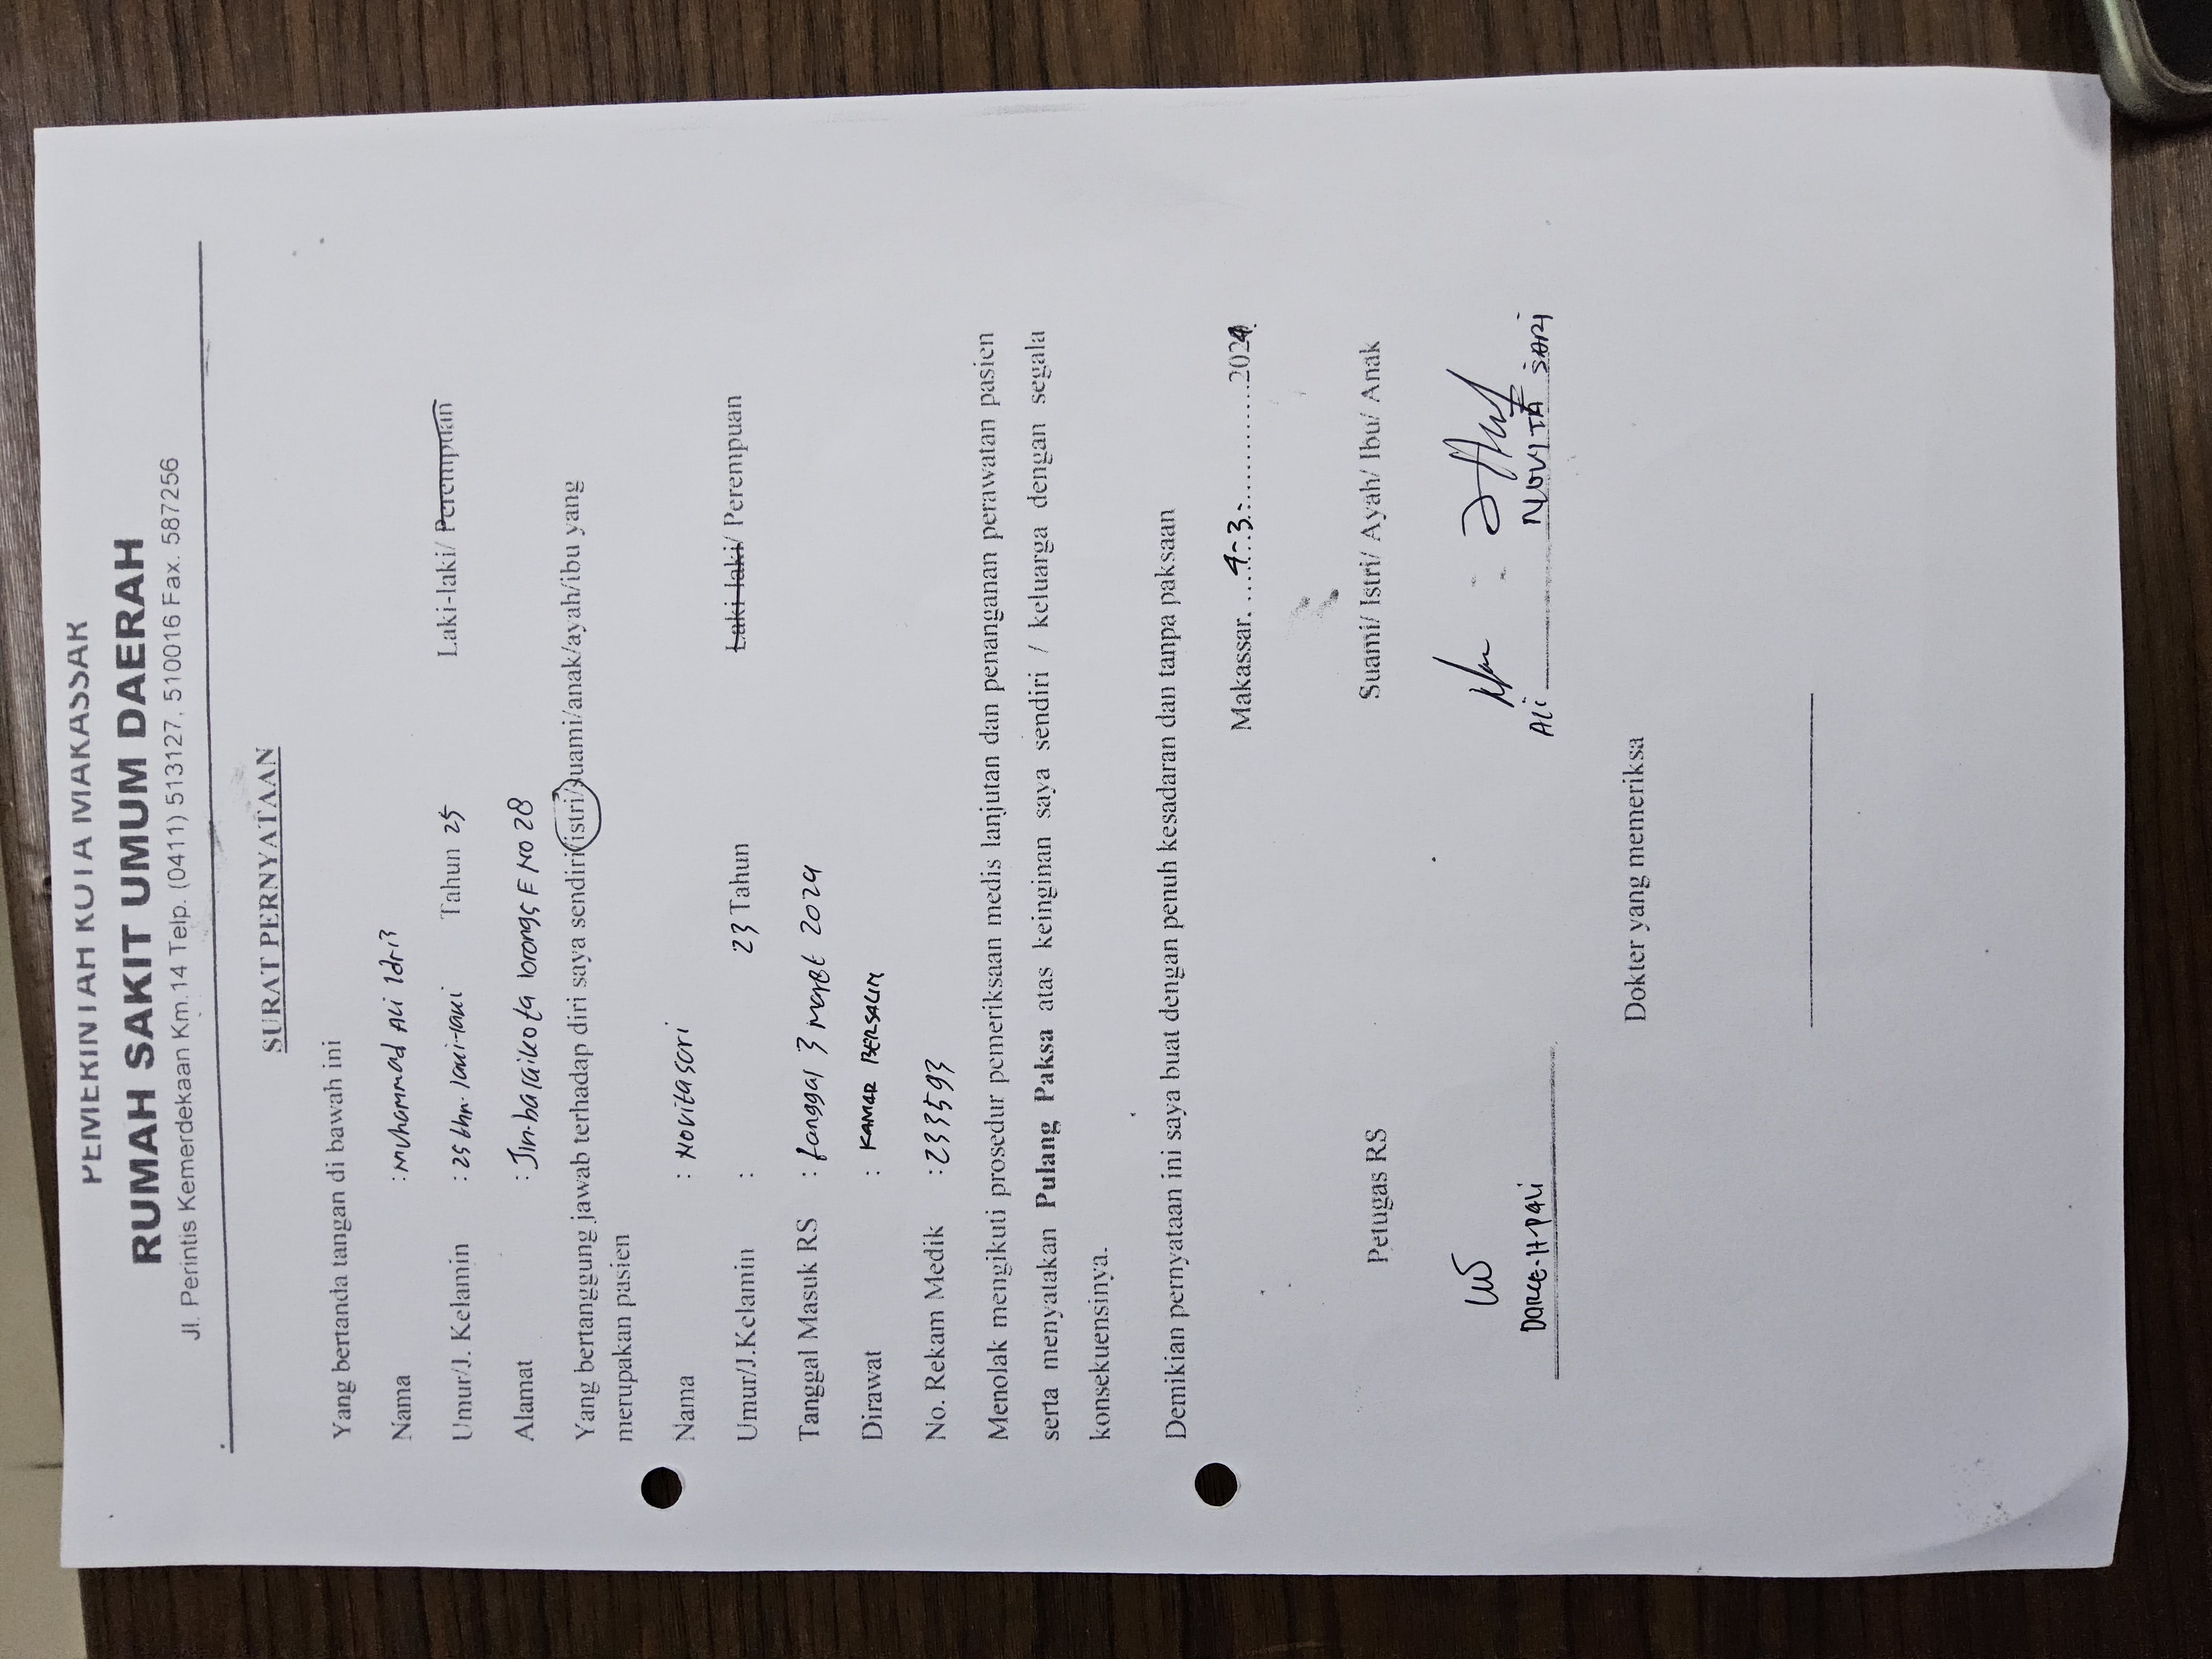 PEMERINTAH KOTA MAKASSAR
RUMAH SAKIT UMUM DAERAH
Jl. Perintis Kemerdekaan Km.14 Telp. (0411) 513127, 510016 Fax. 587256
SURAT PERNYATAAN
Yang bertanda tangan di bawah ini
Nama : Muhammad Ali Idris
Umur/J. Kelamin : 25 thn. laki-laki Tahun 25 Laki-laki/ Perempuan
Alamat : Jln. balaikota lorong 5 F No 28
Yang bertanggung jawab terhadap diri saya sendiri/istri/suami/anak/ayah/ibu yang
merupakan pasien
Nama : Novita sari
Umur/J.Kelamin : 23 Tahun Laki-laki/ Perempuan
Tanggal Masuk RS : tanggal 3 maret 2024
Dirawat : KAMAR BERSALIN
No. Rekam Medik : 233593
Menolak mengikuti prosedur pemeriksaan medis lanjutan dan penanganan perawatan pasien
serta menyatakan Pulang Paksa atas keinginan saya sendiri / keluarga dengan segala
konsekuensinya.
Demikian pernyataan ini saya buat dengan penuh kesadaran dan tanpa paksaan
Makassar, ...4-3-...........2024
Petugas RS Suami/ Istri/ Ayah/ Ibu/ Anak
Ali NOVITA SARI
Dokter yang memeriksa